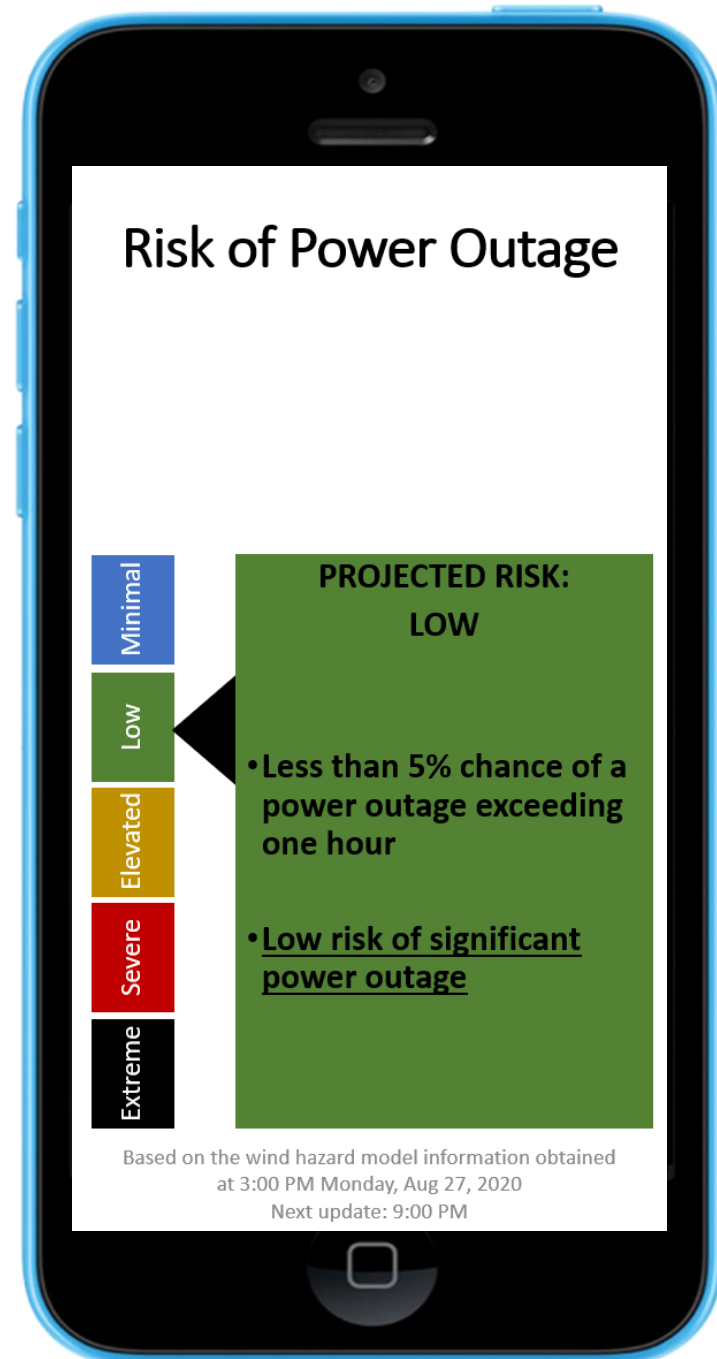 Risk of Power Outage
Minimal
Low
Elevated
Severe
Extreme
PROJECTED RISK:
LOW
•Less than 5% chance of a
power outage exceeding
one hour
•Low risk of significant
power outage
Based on the wind hazard model information obtained
at 3:00 PM Monday, Aug 27, 2020
Next update: 9:00 PM